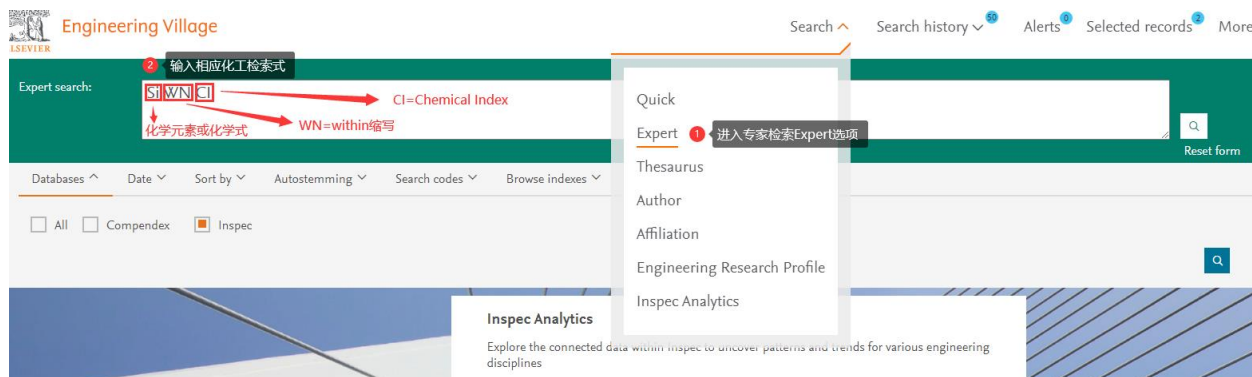 Engineering Village
Search
Search history
50
Alerts
0
Selected records
2
More
ELSEVIER
2 输入相应化工检索式
Expert search:
Si WN CI
CI=Chemical Index
WN=within缩写
化学元素或化学式
Quick
Expert
1 进入专家检索Expert选项
Thesaurus
Author
Affiliation
Engineering Research Profile
Inspec Analytics
Reset form
Databases
Date
Sort by
Autostemming
Search codes
Browse indexes
All
Compendex
Inspec
Inspec Analytics
Explore the connected data within Inspec to uncover patterns and trends for various engineering
disciplines